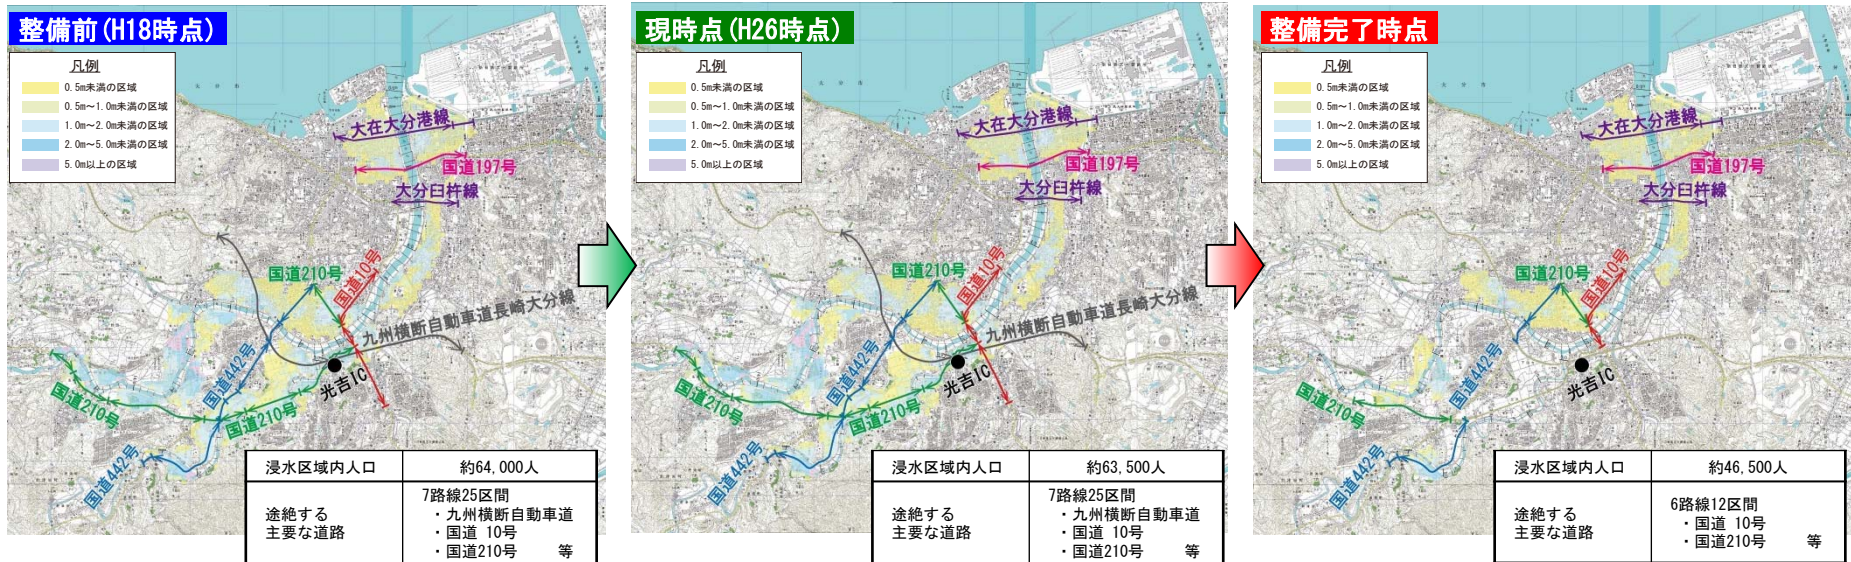 整備前(H18時点)
凡例
0.5m未満の区域
0.5m～1.0m未満の区域
1.0m～2.0m未満の区域
2.0m～5.0m未満の区域
5.0m以上の区域
大在大分港線
国道197号
大分臼杵線
国道210号
国道10号
九州横断自動車道長崎大分線
国道442号
光吉IC
国道210号
国道210号
国道442号
浸水区域内人口 約64,000人
途絶する
主要な道路
7路線25区間
・九州横断自動車道
・国道 10号
・国道210号 等
現時点(H26時点)
凡例
0.5m未満の区域
0.5m～1.0m未満の区域
1.0m～2.0m未満の区域
2.0m～5.0m未満の区域
5.0m以上の区域
大在大分港線
国道197号
大分臼杵線
国道210号
国道10号
九州横断自動車道長崎大分線
国道442号
光吉IC
国道210号
国道210号
国道442号
浸水区域内人口 約63,500人
途絶する
主要な道路
7路線25区間
・九州横断自動車道
・国道 10号
・国道210号 等
整備完了時点
凡例
0.5m未満の区域
0.5m～1.0m未満の区域
1.0m～2.0m未満の区域
2.0m～5.0m未満の区域
5.0m以上の区域
大在大分港線
国道197号
大分臼杵線
国道210号
国道10号
国道442号
光吉IC
国道210号
国道442号
浸水区域内人口 約46,500人
途絶する
主要な道路
6路線12区間
・国道 10号
・国道210号 等